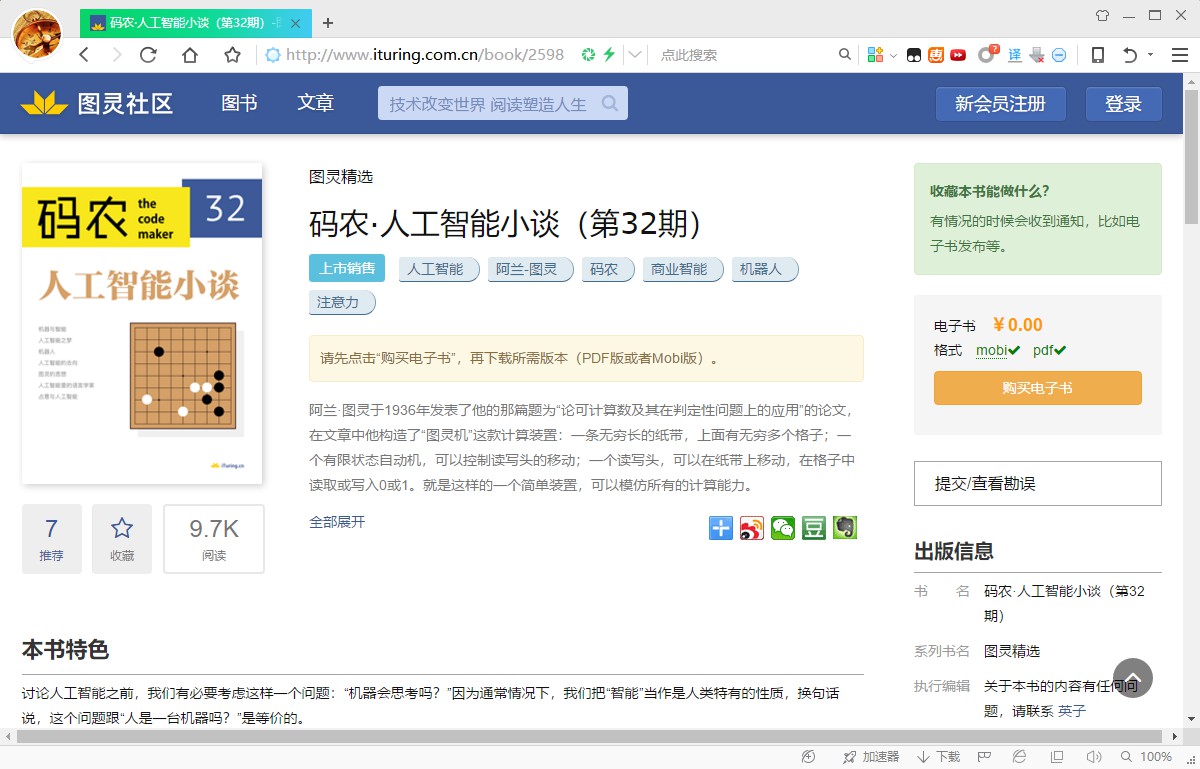 码农·人工智能小谈（第32期）
http://www.ituring.com.cn/book/2598
点此搜索
惠
?
译
图灵社区
图书
文章
技术改变世界 阅读塑造人生
新会员注册
登录
码农
the
code
maker
32
人工智能小谈
机器与智能
人工智能之梦
机器人
人工智能的走向
图灵的思想
人工智能里的语言学家
占意与人工智能
iTuring.cn
7
推荐
收藏
9.7K
阅读
图灵精选
码农·人工智能小谈（第32期）
上市销售
人工智能
阿兰-图灵
码农
商业智能
机器人
注意力
请先点击“购买电子书”，再下载所需版本（PDF版或者Mobi版）。
阿兰·图灵于1936年发表了他的那篇题为“论可计算数及其在判定性问题上的应用”的论文，
在文章中他构造了“图灵机”这款计算装置：一条无穷长的纸带，上面有无穷多个格子；一
个有限状态自动机，可以控制读写头的移动；一个读写头，可以在纸带上移动，在格子中
读取或写入0或1。就是这样的一个简单装置，可以模仿所有的计算能力。
全部展开
豆
本书特色
讨论人工智能之前，我们有必要考虑这样一个问题：“机器会思考吗？”因为通常情况下，我们把“智能”当作是人类特有的性质，换句话
说，这个问题跟“人是一台机器吗？”是等价的。
收藏本书能做什么？
有情况的时候会收到通知，比如电
子书发布等。
电子书 ¥ 0.00
格式 mobi pdf
购买电子书
提交/查看勘误
出版信息
书 名 码农·人工智能小谈（第32
期）
系列书名 图灵精选
执行编辑 关于本书的内容有任何问
题，请联系 英子
加速器
下载
100%